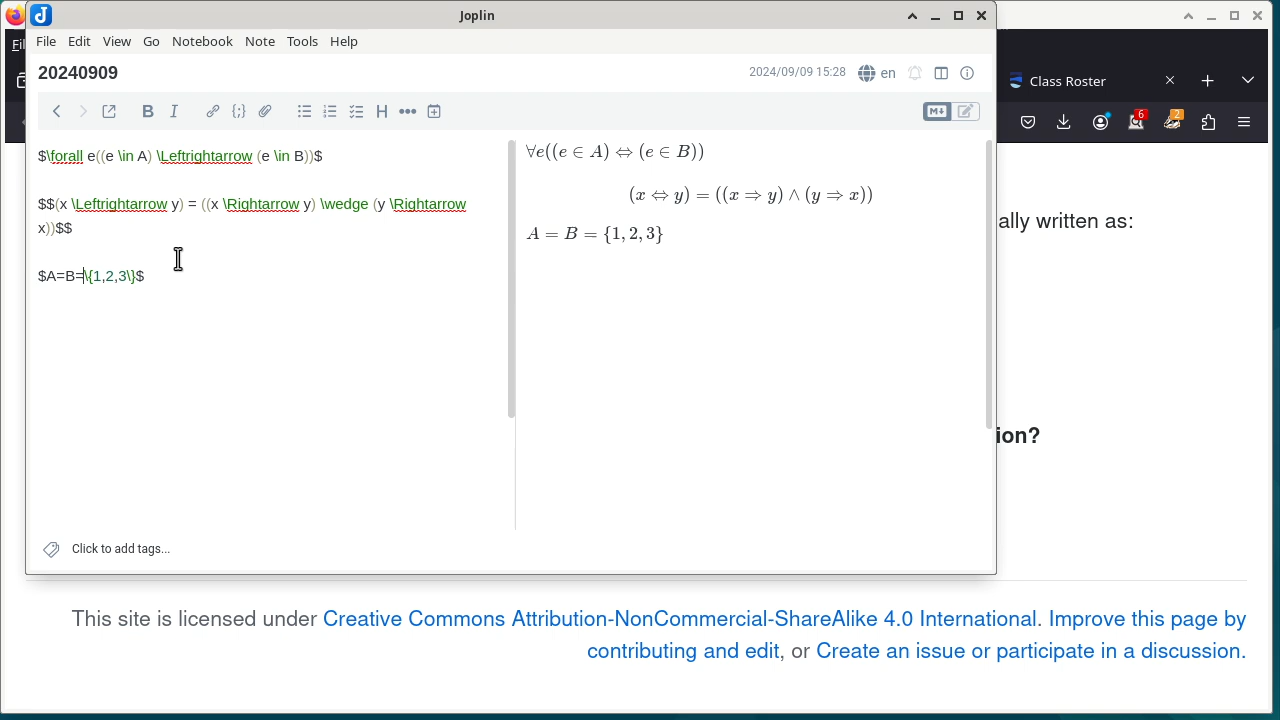 Joplin
Fil
File Edit View Go Notebook Note Tools Help
20240909
2024/09/09 15:28 en
Class Roster
6
2
$\forall e((e \in A) \Leftrightarrow (e \in B))$
$$(x \Leftrightarrow y) = ((x \Rightarrow y) \wedge (y \Rightarrow
x))$$
$A=B=\{1,2,3\}$
∀e((e ∈ A) ⇔ (e ∈ B))
(x ⇔ y) = ((x ⇒ y) ∧ (y ⇒ x))
A = B = {1, 2, 3}
ally written as:
ion?
Click to add tags...
This site is licensed under Creative Commons Attribution-NonCommercial-ShareAlike 4.0 International. Improve this page by
contributing and edit, or Create an issue or participate in a discussion.